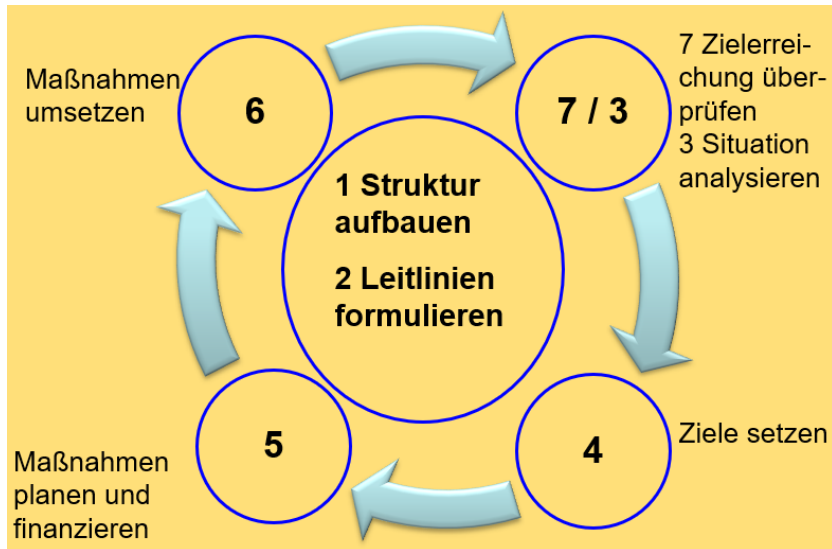 Maßnahmen
umsetzen
6
7 / 3
7 Zielerrei-
chung über-
prüfen
3 Situation
analysieren
1 Struktur
aufbauen
2 Leitlinien
formulieren
4
Ziele setzen
5
Maßnahmen
planen und
finanzieren